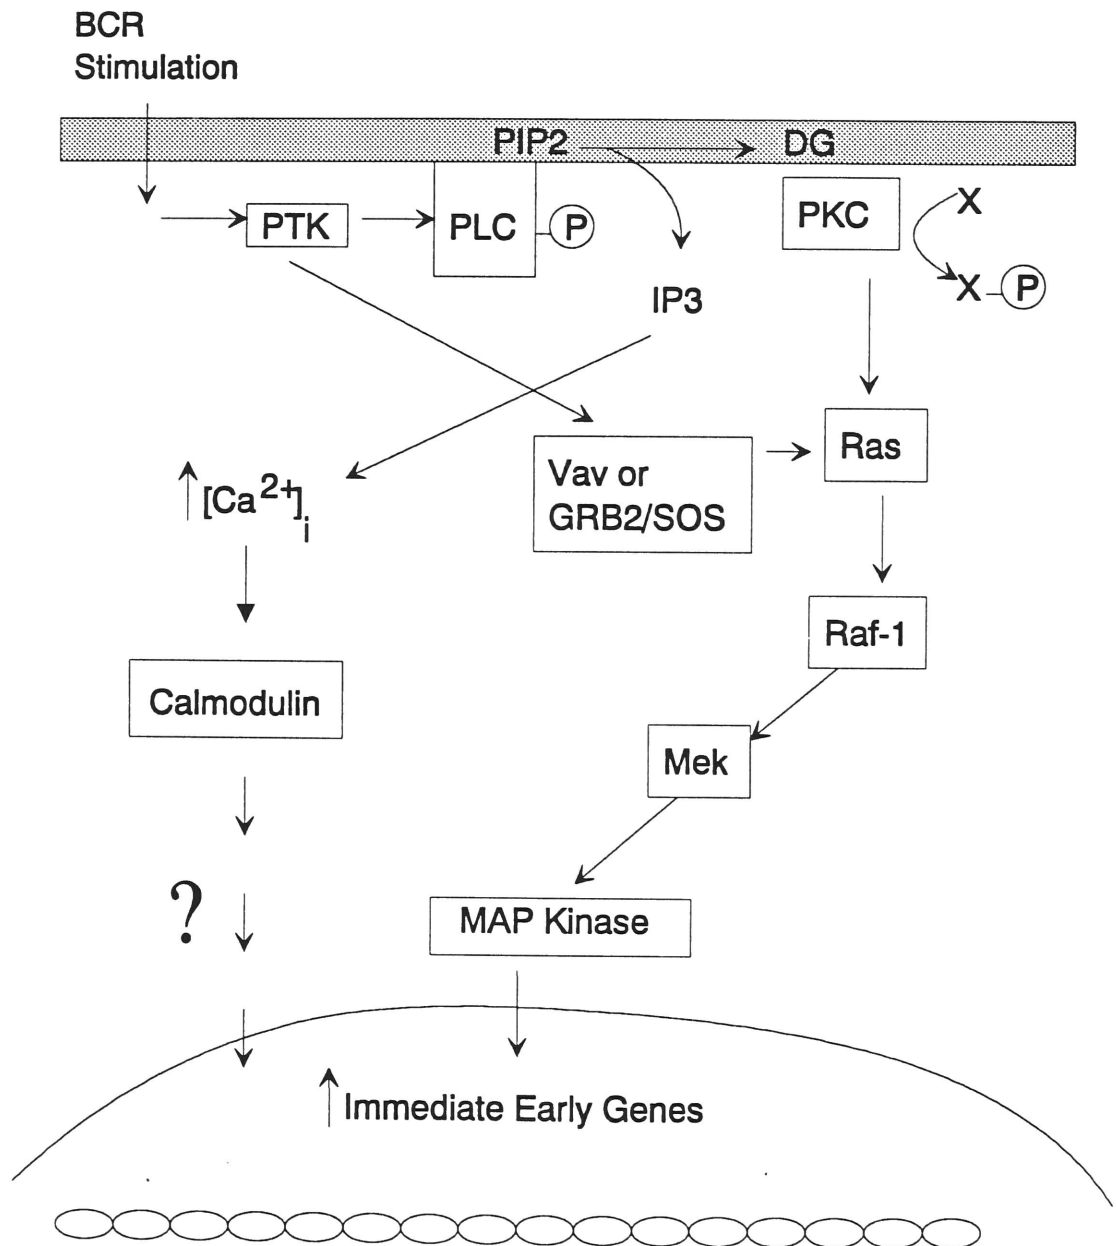 BCR
Stimulation
PIP2
DG
PTK
PLC
P
PKC
X
X
P
IP3
Vav or
GRB2/SOS
Ras
[Ca2+]i
Raf-1
Calmodulin
Mek
?
MAP Kinase
Immediate Early Genes